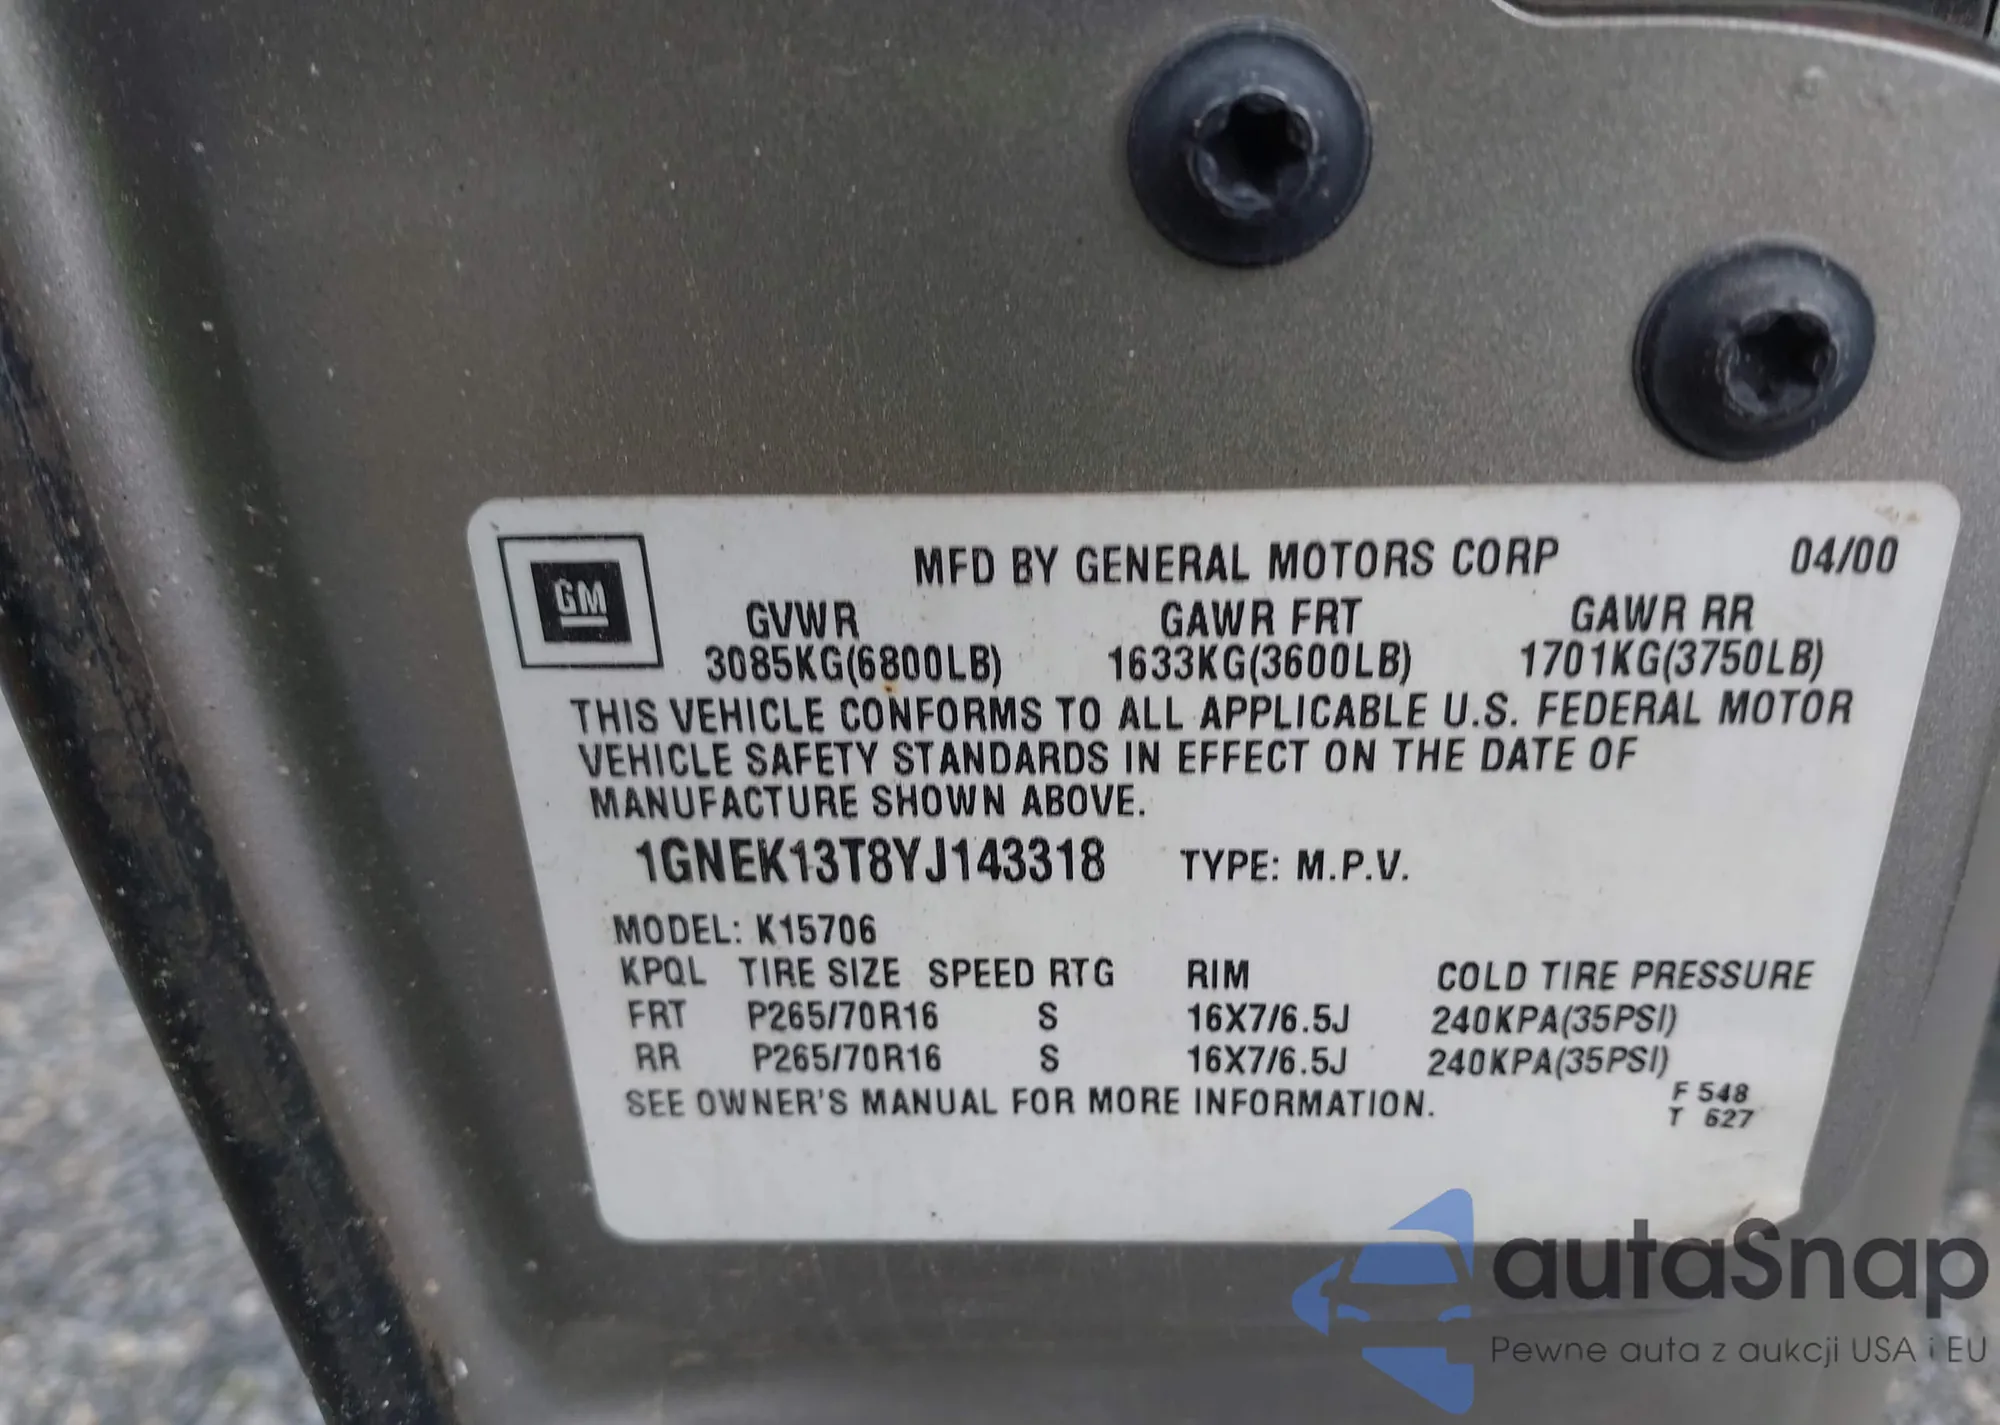 MFD BY GENERAL MOTORS CORP 04/00
GM
GVWR GAWR FRT GAWR RR
3085KG(6800LB) 1633KG(3600LB) 1701KG(3750LB)
THIS VEHICLE CONFORMS TO ALL APPLICABLE U.S. FEDERAL MOTOR
VEHICLE SAFETY STANDARDS IN EFFECT ON THE DATE OF
MANUFACTURE SHOWN ABOVE.
1GNEK13T8YJ143318 TYPE: M.P.V.
MODEL: K15706
KPQL TIRE SIZE SPEED RTG RIM COLD TIRE PRESSURE
FRT P265/70R16 S 16X7/6.5J 240KPA(35PSI)
RR P265/70R16 S 16X7/6.5J 240KPA(35PSI)
SEE OWNER'S MANUAL FOR MORE INFORMATION.
F 548
T 627
autaSnap
Pewne auta z aukcji USA i EU